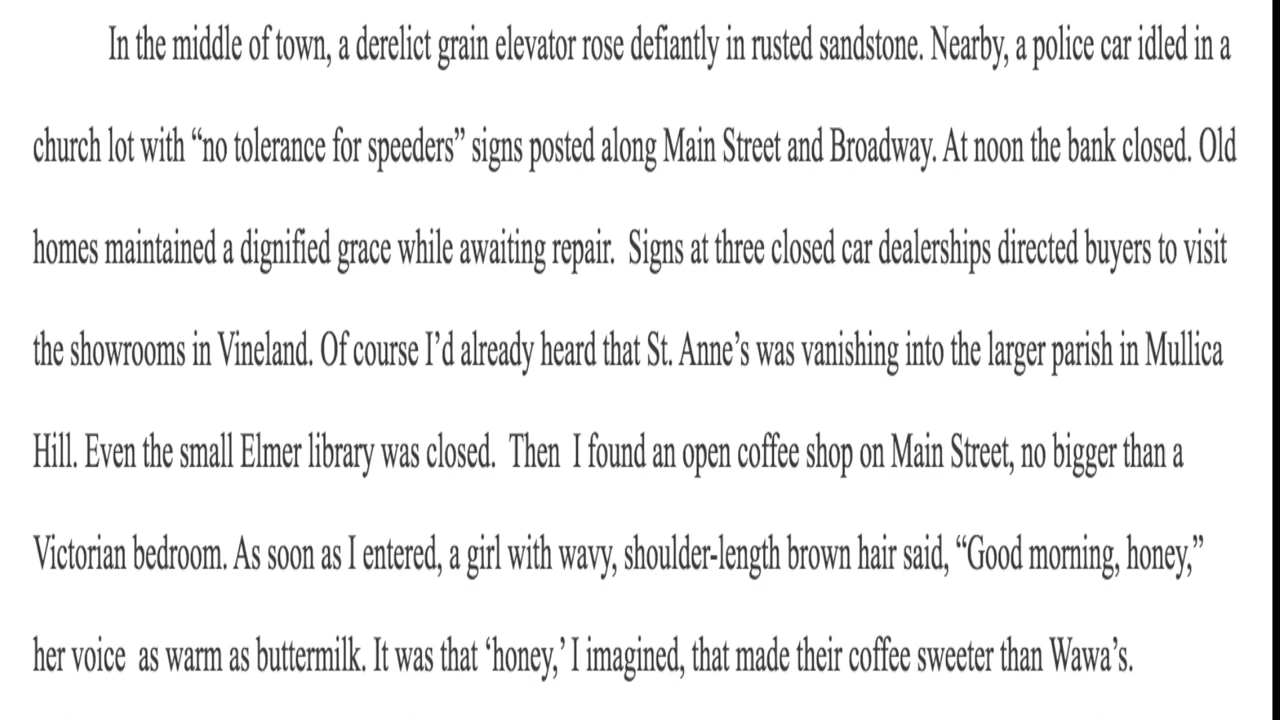 In the middle of town, a derelict grain elevator rose defiantly in rusted sandstone. Nearby, a police car idled in a
church lot with “no tolerance for speeders” signs posted along Main Street and Broadway. At noon the bank closed. Old
homes maintained a dignified grace while awaiting repair.  Signs at three closed car dealerships directed buyers to visit
the showrooms in Vineland. Of course I’d already heard that St. Anne’s was vanishing into the larger parish in Mullica
Hill. Even the small Elmer library was closed.  Then  I found an open coffee shop on Main Street, no bigger than a
Victorian bedroom. As soon as I entered, a girl with wavy, shoulder-length brown hair said, “Good morning, honey,”
her voice  as warm as buttermilk. It was that ‘honey,’ I imagined, that made their coffee sweeter than Wawa’s.